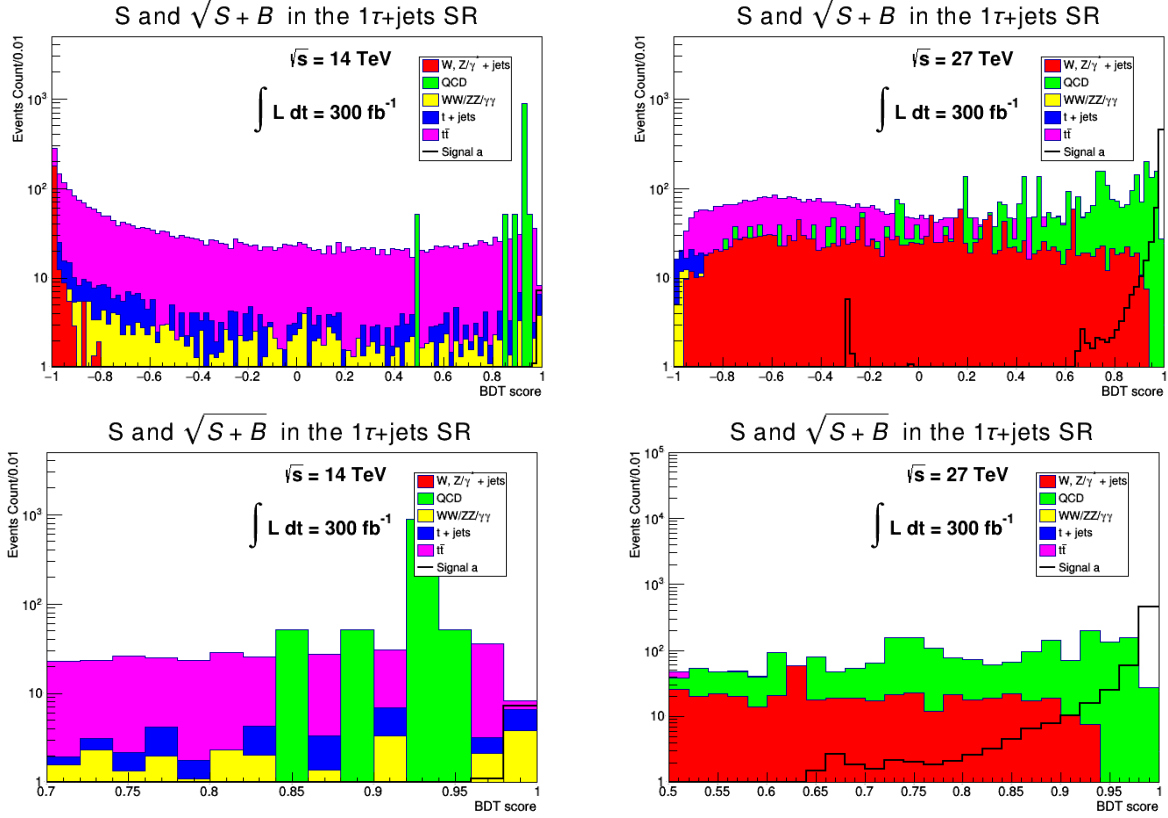 S and √S + B in the 1τ+jets SR
Events Count/0.01
√s = 14 TeV
∫ L dt = 300 fb⁻¹
W, Z/γ* + jets
QCD
WW/ZZ/γγ
t + jets
tt̄
Signal a
10³
10²
10
1
−1 −0.8 −0.6 −0.4 −0.2 0 0.2 0.4 0.6 0.8 1
BDT score
S and √S + B in the 1τ+jets SR
Events Count/0.01
√s = 27 TeV
∫ L dt = 300 fb⁻¹
W, Z/γ* + jets
QCD
WW/ZZ/γγ
t + jets
tt̄
Signal a
10³
10²
10
1
−1 −0.8 −0.6 −0.4 −0.2 0 0.2 0.4 0.6 0.8 1
BDT score
S and √S + B in the 1τ+jets SR
Events Count/0.01
√s = 14 TeV
∫ L dt = 300 fb⁻¹
W, Z/γ* + jets
QCD
WW/ZZ/γγ
t + jets
tt̄
Signal a
10³
10²
10
1
0.7 0.75 0.8 0.85 0.9 0.95 1
BDT score
S and √S + B in the 1τ+jets SR
Events Count/0.01
√s = 27 TeV
∫ L dt = 300 fb⁻¹
W, Z/γ* + jets
QCD
WW/ZZ/γγ
t + jets
tt̄
Signal a
10⁵
10⁴
10³
10²
10
1
0.5 0.55 0.6 0.65 0.7 0.75 0.8 0.85 0.9 0.95 1
BDT score